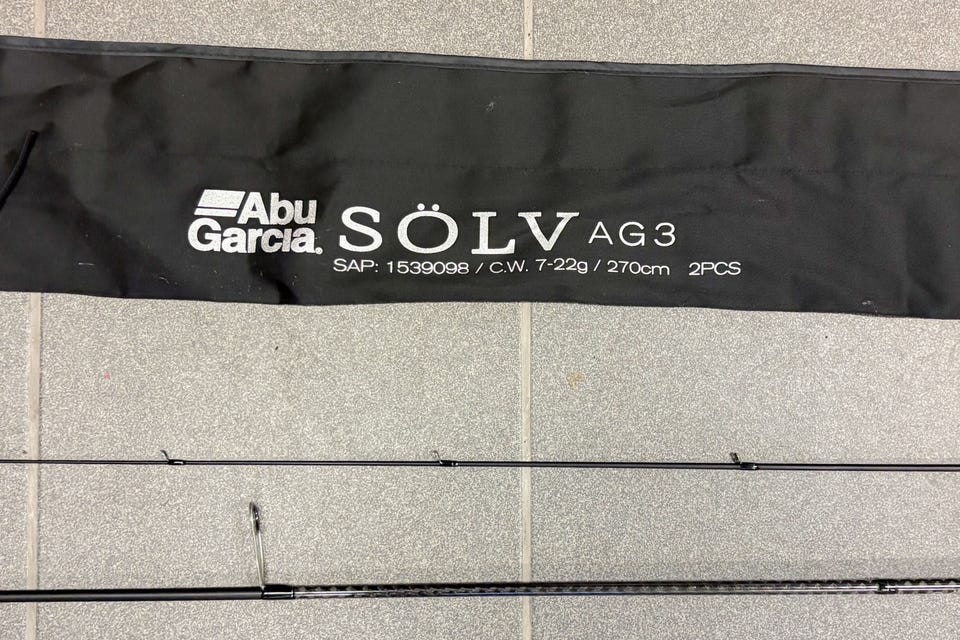 Abu
Garcia® SÖLV AG3
SAP: 1539098 / C.W. 7-22g / 270cm 2PCS